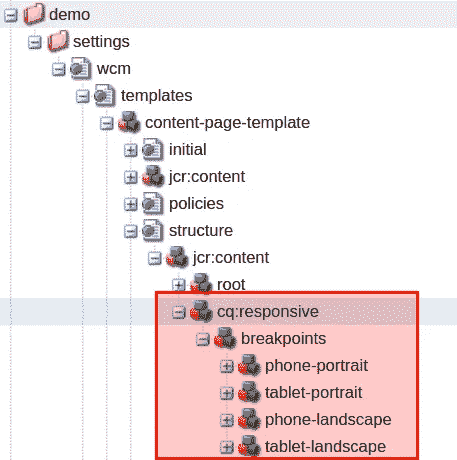 demo
settings
wcm
templates
content-page-template
initial
jcr:content
policies
structure
jcr:content
root
cq:responsive
breakpoints
phone-portrait
tablet-portrait
phone-landscape
tablet-landscape